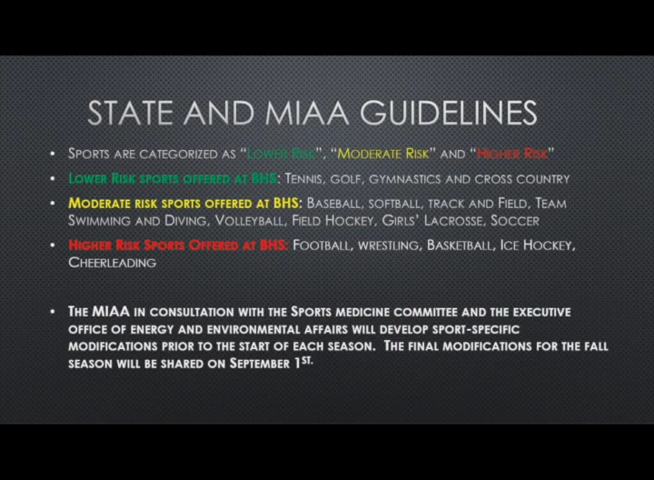 STATE AND MIAA GUIDELINES
• SPORTS ARE CATEGORIZED AS “LOWER RISK”, “MODERATE RISK” AND “HIGHER RISK”
• LOWER RISK SPORTS OFFERED AT BHS: TENNIS, GOLF, GYMNASTICS AND CROSS COUNTRY
• MODERATE RISK SPORTS OFFERED AT BHS: BASEBALL, SOFTBALL, TRACK AND FIELD, TEAM
SWIMMING AND DIVING, VOLLEYBALL, FIELD HOCKEY, GIRLS’ LACROSSE, SOCCER
• HIGHER RISK SPORTS OFFERED AT BHS: FOOTBALL, WRESTLING, BASKETBALL, ICE HOCKEY,
CHEERLEADING
• THE MIAA IN CONSULTATION WITH THE SPORTS MEDICINE COMMITTEE AND THE EXECUTIVE
OFFICE OF ENERGY AND ENVIRONMENTAL AFFAIRS WILL DEVELOP SPORT-SPECIFIC
MODIFICATIONS PRIOR TO THE START OF EACH SEASON. THE FINAL MODIFICATIONS FOR THE FALL
SEASON WILL BE SHARED ON SEPTEMBER 1ST.